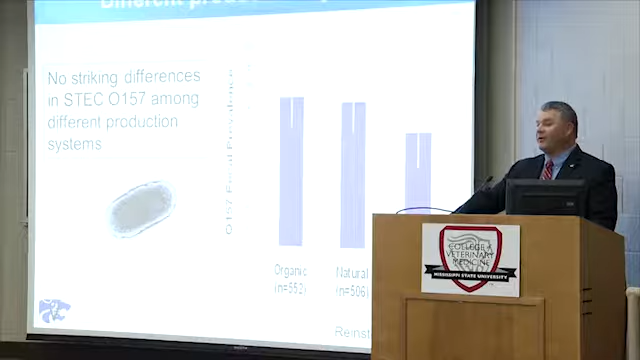 Different
No striking differences
in STEC O157 among
different production
systems
O157 Fecal Prevalence
Organic
(n=552)
Natural
(n=506)
COLLEGE of
VETERINARY
MEDICINE
MISSISSIPPI STATE UNIVERSITY